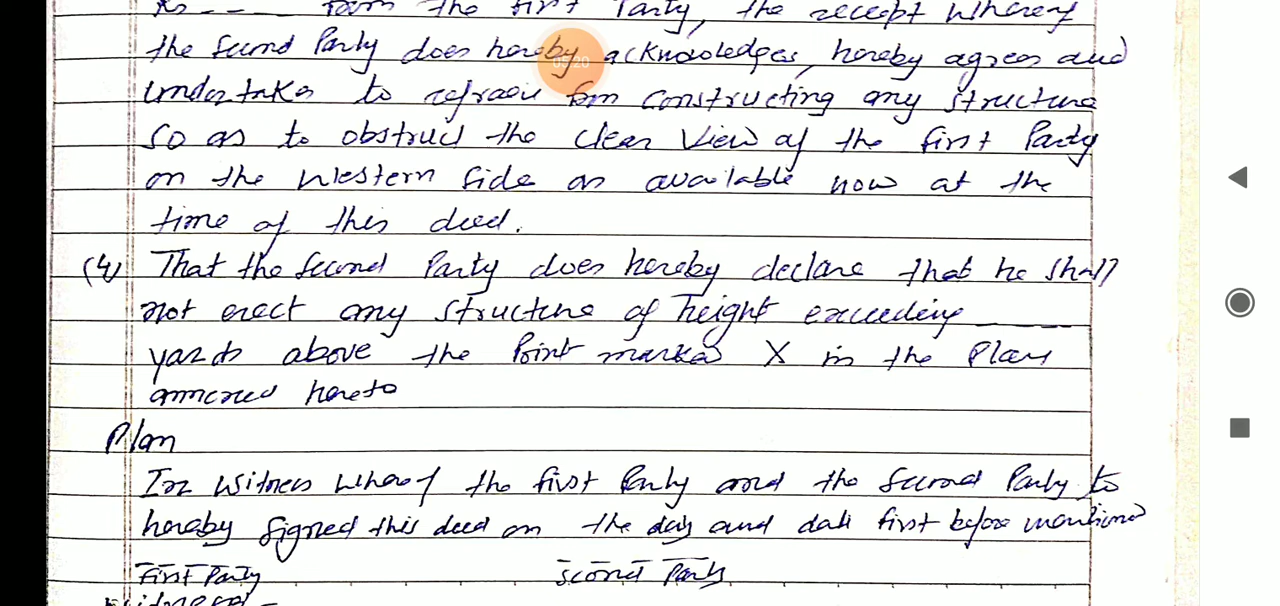 Rs---- from the first Party, the receipt whereof
the Second Party does hereby acknowledges, hereby agrees and
undertakes to refrain from constructing any structure
so as to obstruct the clear view of the first Party
on the Western side as available now at the
time of this deed.
(4) That the Second Party does hereby declare that he shall
not erect any structure of height exceeding ____
yards above the Point marked X in the Plan
annexed hereto
Plan
In witness whereof the first Party and the Second Party to
hereby signed this deed on the day and date first before mentioned
First Party Second Party
Witnesses -
05:20